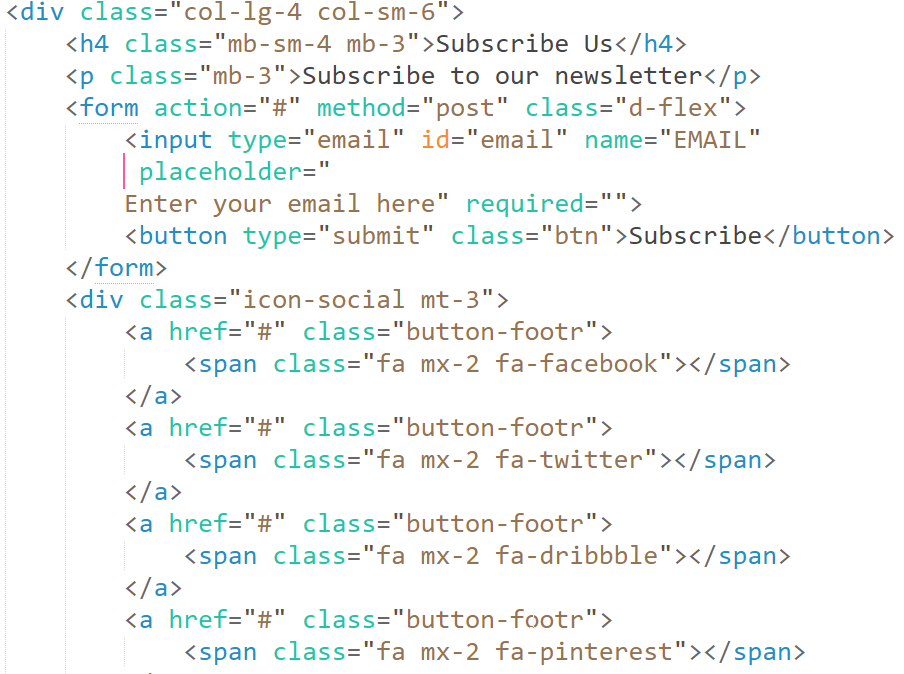 <div class="col-lg-4 col-sm-6">
<h4 class="mb-sm-4 mb-3">Subscribe Us</h4>
<p class="mb-3">Subscribe to our newsletter</p>
<form action="#" method="post" class="d-flex">
<input type="email" id="email" name="EMAIL"
placeholder="
Enter your email here" required="">
<button type="submit" class="btn">Subscribe</button>
</form>
<div class="icon-social mt-3">
<a href="#" class="button-footr">
<span class="fa mx-2 fa-facebook"></span>
</a>
<a href="#" class="button-footr">
<span class="fa mx-2 fa-twitter"></span>
</a>
<a href="#" class="button-footr">
<span class="fa mx-2 fa-dribbble"></span>
</a>
<a href="#" class="button-footr">
<span class="fa mx-2 fa-pinterest"></span>